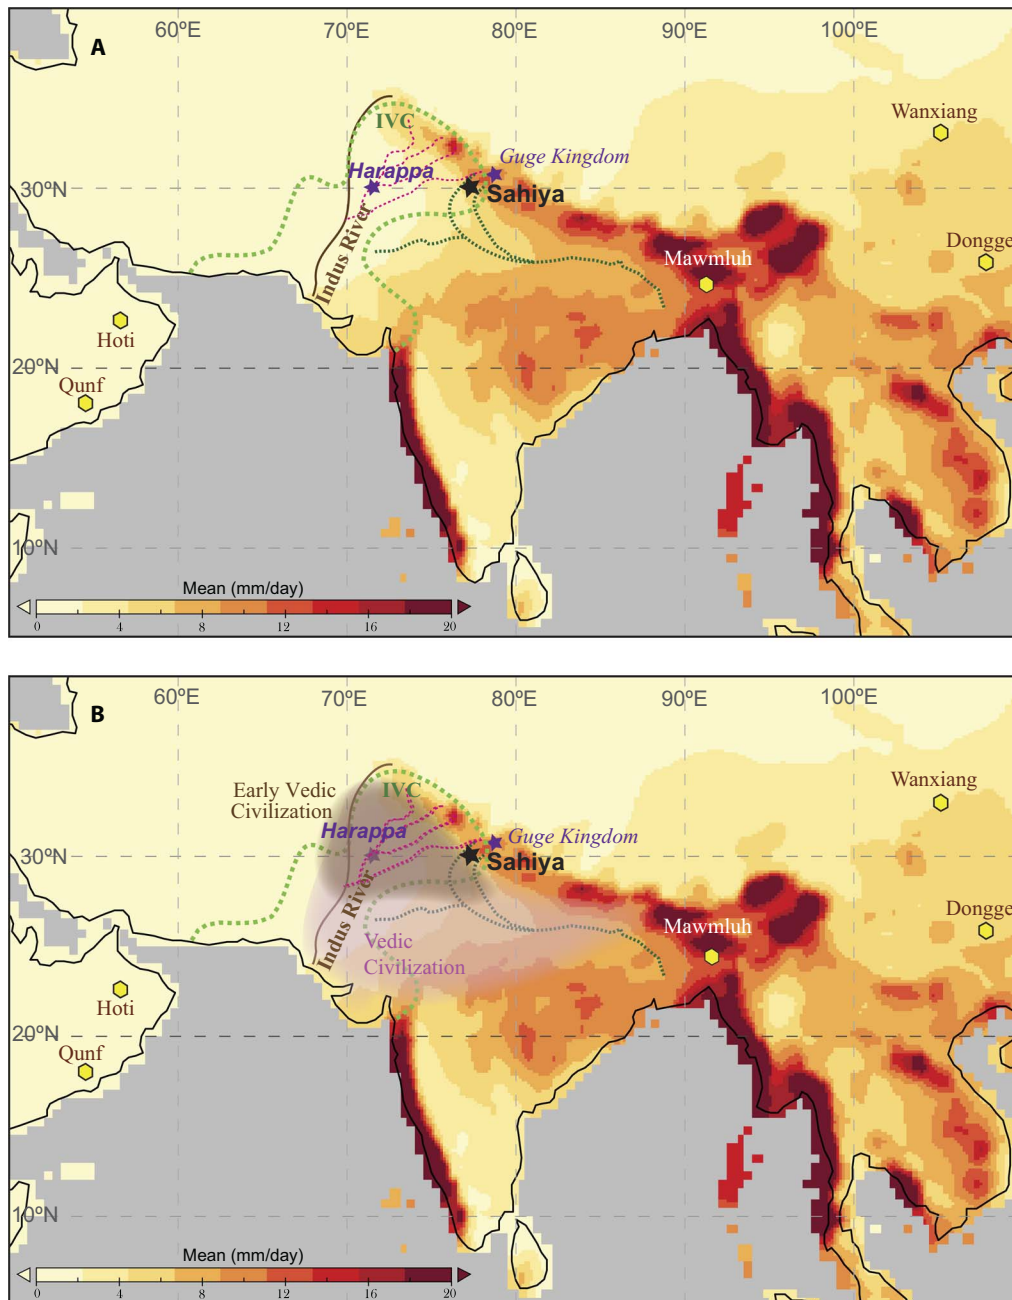 A
60ºE
70ºE
80ºE
90ºE
100ºE
Wanxiang
IVC
Guge Kingdom
Harappa
30ºN
Sahiya
Indus River
Mawmluh
Dongge
Hoti
20ºN
Qunf
10ºN
Mean (mm/day)
0 4 8 12 16 20
B
60ºE
70ºE
80ºE
90ºE
100ºE
Wanxiang
Early Vedic
Civilization
IVC
Harappa
Guge Kingdom
30ºN
Sahiya
Indus River
Mawmluh
Dongge
Vedic
Civilization
Hoti
20ºN
Qunf
10ºN
Mean (mm/day)
0 4 8 12 16 20